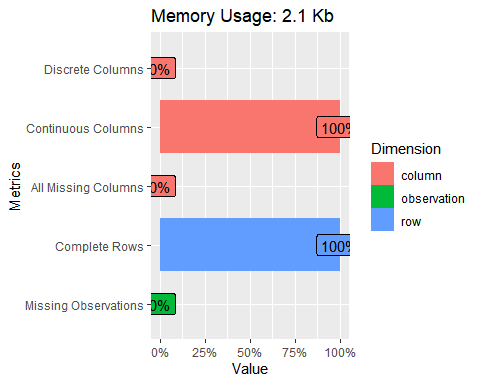 Memory Usage: 2.1 Kb
Metrics
Discrete Columns 0%
Continuous Columns 100%
All Missing Columns 0%
Complete Rows 100%
Missing Observations 0%
0% 25% 50% 75% 100%
Value
Dimension
column
observation
row